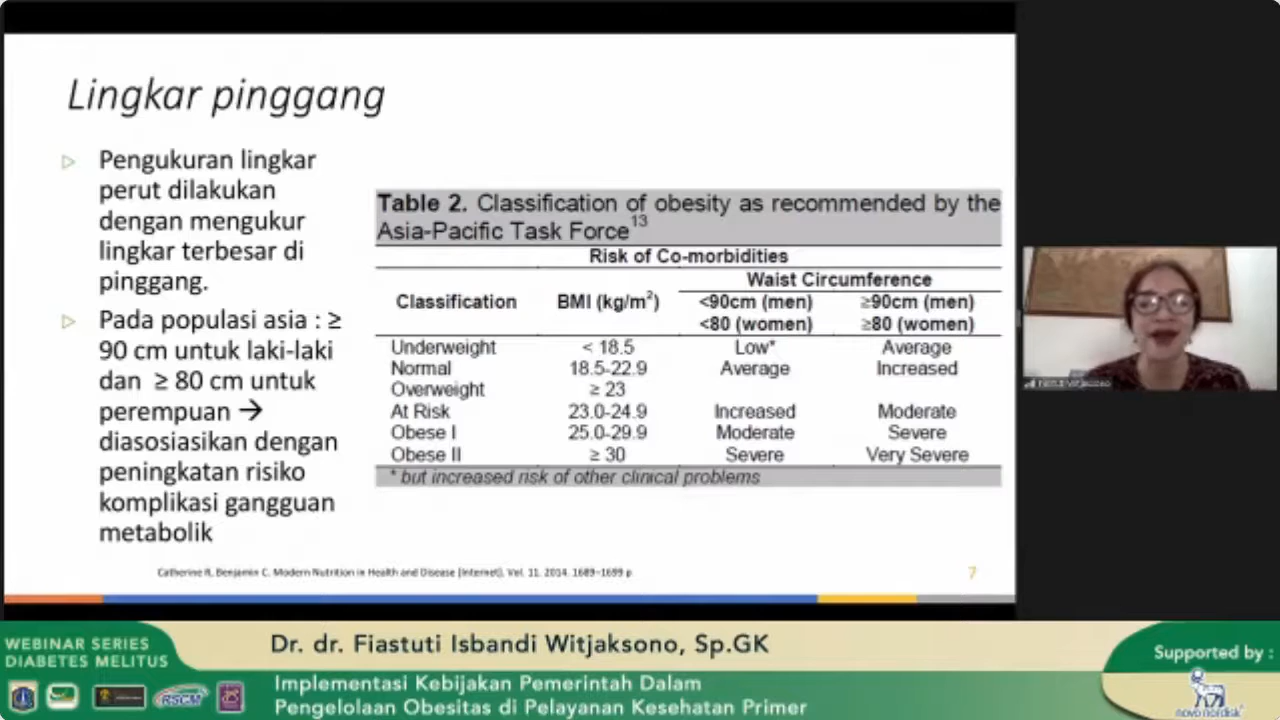 Lingkar pinggang
Pengukuran lingkar
perut dilakukan
dengan mengukur
lingkar terbesar di
pinggang.
Pada populasi asia : ≥
90 cm untuk laki-laki
dan ≥ 80 cm untuk
perempuan →
diasosiasikan dengan
peningkatan risiko
komplikasi gangguan
metabolik
Table 2. Classification of obesity as recommended by the
Asia-Pacific Task Force13
Risk of Co-morbidities
Waist Circumference
Classification BMI (kg/m²) <90cm (men) ≥90cm (men)
<80 (women) ≥80 (women)
Underweight < 18.5 Low* Average
Normal 18.5-22.9 Average Increased
Overweight ≥ 23
At Risk 23.0-24.9 Increased Moderate
Obese I 25.0-29.9 Moderate Severe
Obese II ≥ 30 Severe Very Severe
* but increased risk of other clinical problems
Catherine R, Benjamin C. Modern Nutrition in Health and Disease [Internet]. Vol. 11. 2014. 1689–1699 p
7
WEBINAR SERIES
DIABETES MELITUS
Dr. dr. Fiastuti Isbandi Witjaksono, Sp.GK
Implementasi Kebijakan Pemerintah Dalam
Pengelolaan Obesitas di Pelayanan Kesehatan Primer
RSCM
Supported by :
novo nordisk